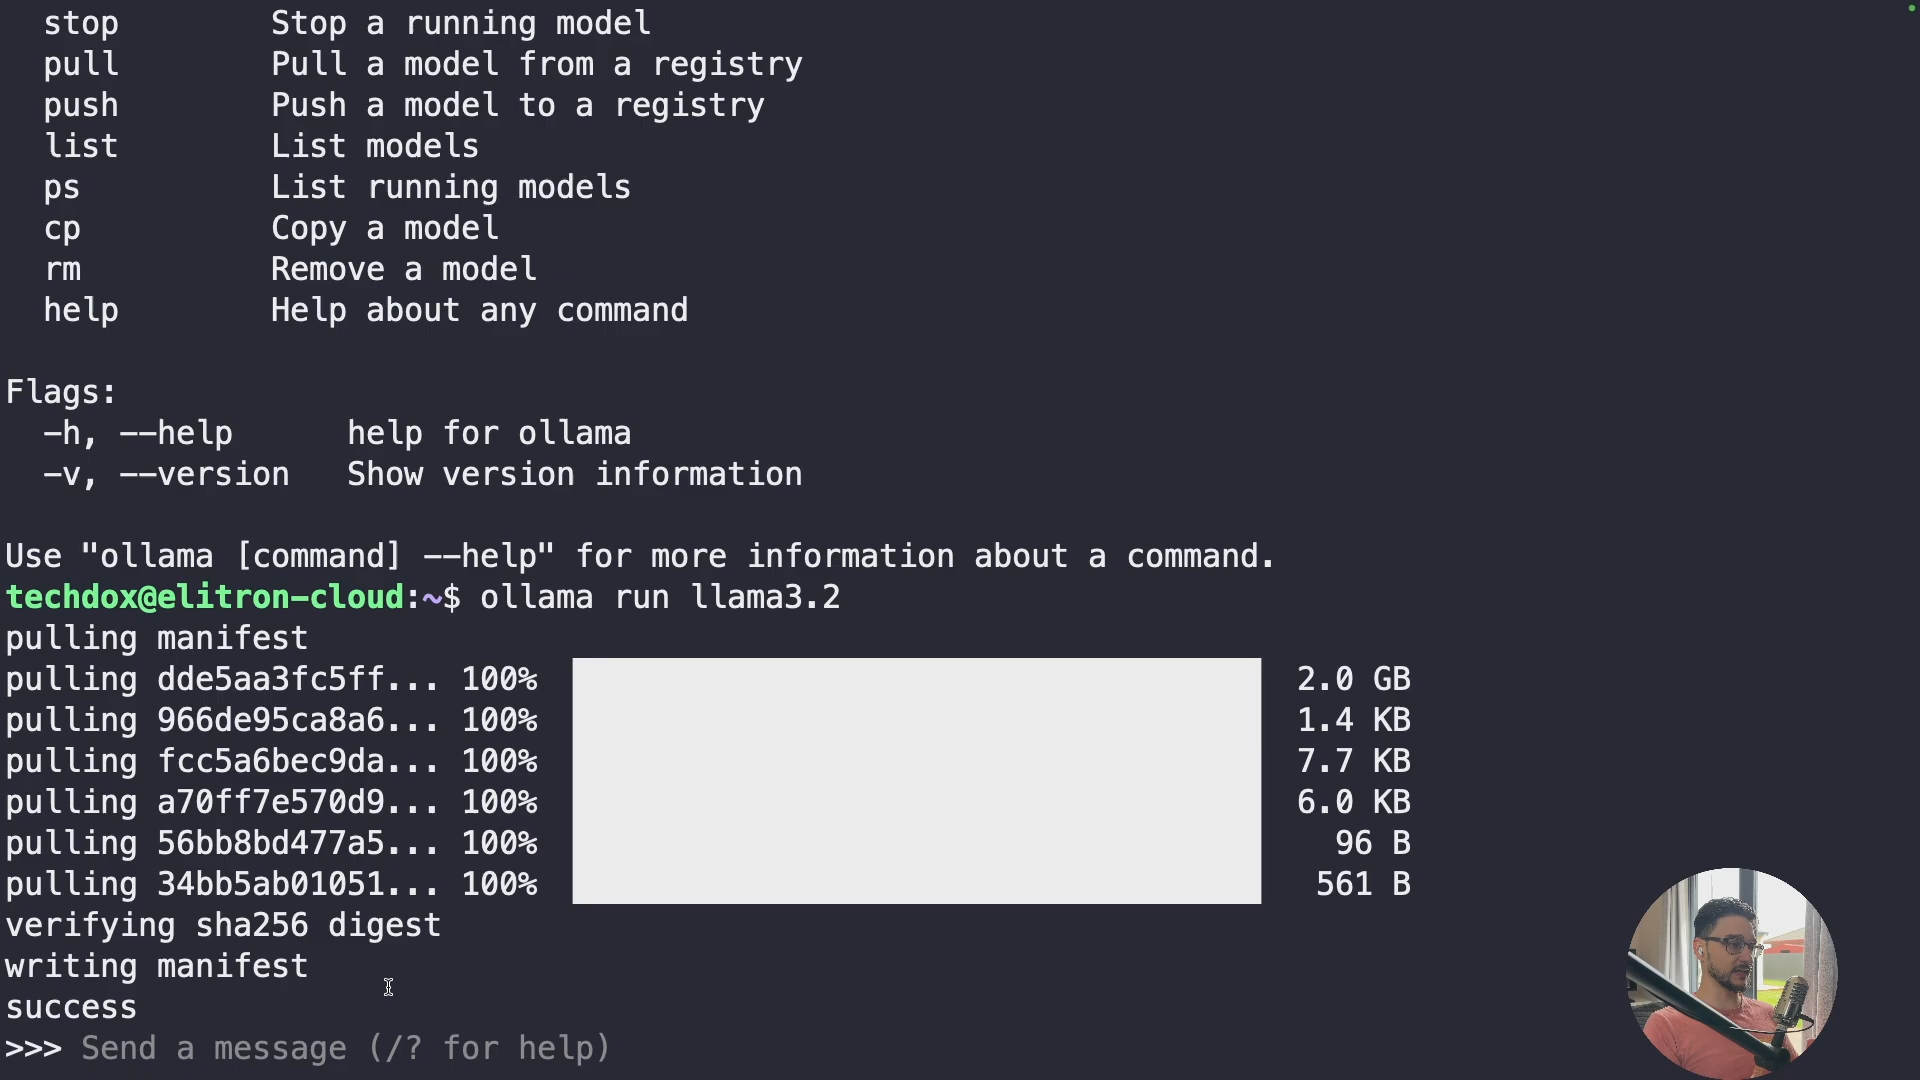 stop Stop a running model
pull Pull a model from a registry
push Push a model to a registry
list List models
ps List running models
cp Copy a model
rm Remove a model
help Help about any command
Flags:
-h, --help help for ollama
-v, --version Show version information
Use "ollama [command] --help" for more information about a command.
techdox@elitron-cloud:~$ ollama run llama3.2
pulling manifest
pulling dde5aa3fc5ff... 100% 2.0 GB
pulling 966de95ca8a6... 100% 1.4 KB
pulling fcc5a6bec9da... 100% 7.7 KB
pulling a70ff7e570d9... 100% 6.0 KB
pulling 56bb8bd477a5... 100% 96 B
pulling 34bb5ab01051... 100% 561 B
verifying sha256 digest
writing manifest
success
>>> Send a message (/? for help)